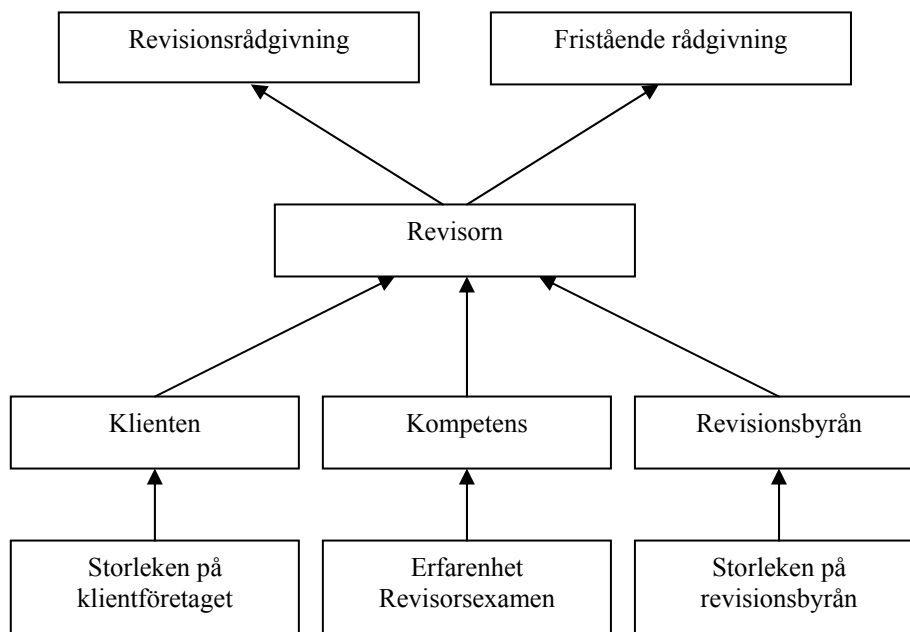 Revisionsrådgivning
Fristående rådgivning
Revisorn
Klienten
Kompetens
Revisionsbyrån
Storleken på
klientföretaget
Erfarenhet
Revisorsexamen
Storleken på
revisionsbyrån